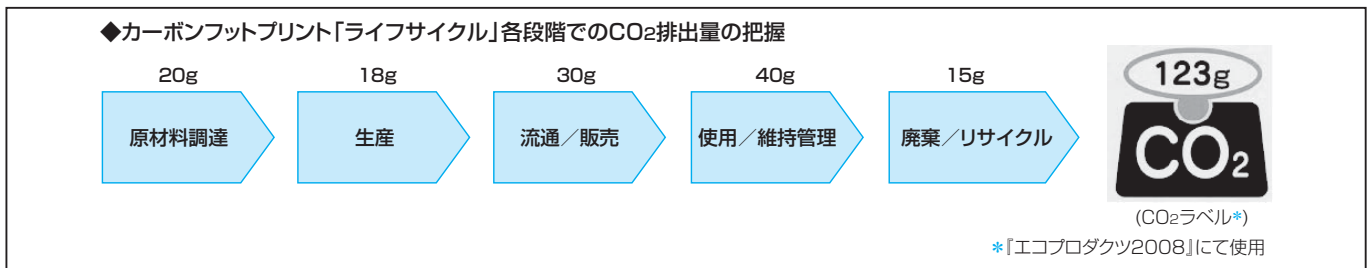 ◆カーボンフットプリント「ライフサイクル」各段階でのCO2排出量の把握
20g
18g
30g
40g
15g
原材料調達
生産
流通／販売
使用／維持管理
廃棄／リサイクル
123g
CO2
(CO2ラベル*)
*『エコプロダクツ2008』にて使用